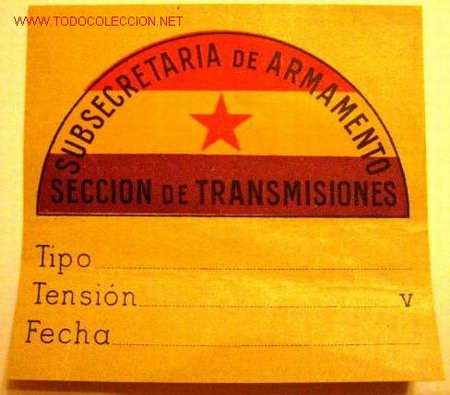 WWW.TODOCOLECCION.NET
SUBSECRETARIA DE ARMAMENTO
SECCION DE TRANSMISIONES
Tipo
Tensión V
Fecha